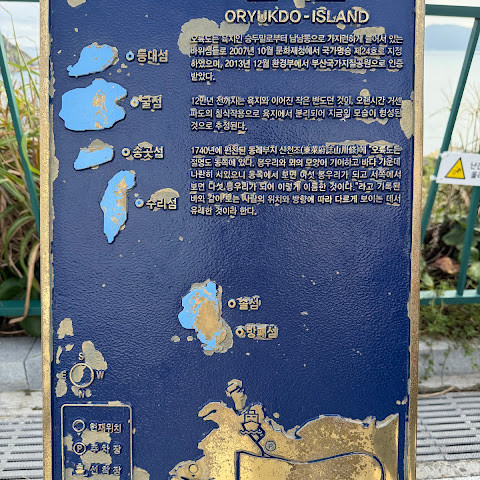 ORYUKDO - ISLAND
오륙도는 육지인 승두말로부터 남남동으로 가지런하게 늘어서 있는
바위섬들로 2007년 10월 문화재청에서 국가명승 제24호로 지정
하였으며, 2013년 12월 환경부에서 부산국가지질공원으로 인증
받았다.
12만년 전까지는 육지와 이어진 작은 반도였던 것이, 오랜시간 거센
파도의 침식작용으로 육지에서 분리되어 지금의 모습이 형성된
것으로 추정된다.
1740년에 편찬된 동래부지 산천조(東萊府誌山川條)에 "오륙도는
절영도 동쪽에 있다. 봉우리와 뫼의 모양이 기이하고 바다 가운데
나란히 서있으니 동쪽에서 보면 여섯 봉우리가 되고 서쪽에서
보면 다섯 봉우리가 되어 이렇게 이름한 것이다."라고 기록된
바와 같이 보는 사람의 위치와 방향에 따라 다르게 보이는 데서
유래한 것이라 한다.
등대섬
굴섬
송곳섬
수리섬
솔섬
방패섬
S
E W
N
현재위치
P 주차장
선착장